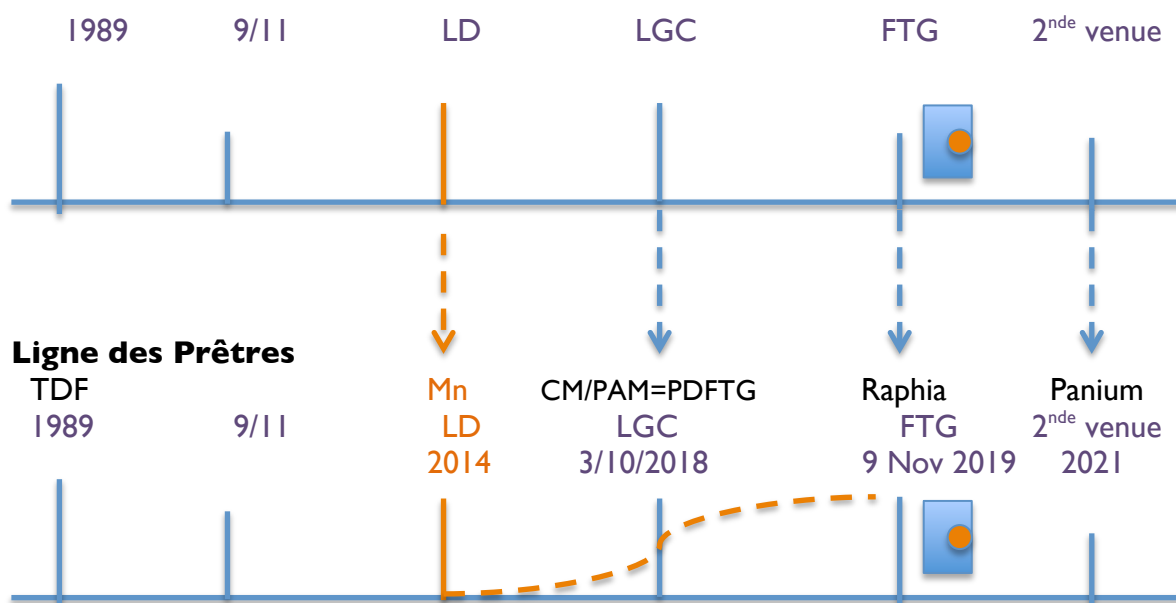 1989 9/11 LD LGC FTG 2nde venue
Ligne des Prêtres
TDF Mn CM/PAM=PDFTG Raphia Panium
1989 9/11 LD LGC FTG 2nde venue
2014 3/10/2018 9 Nov 2019 2021